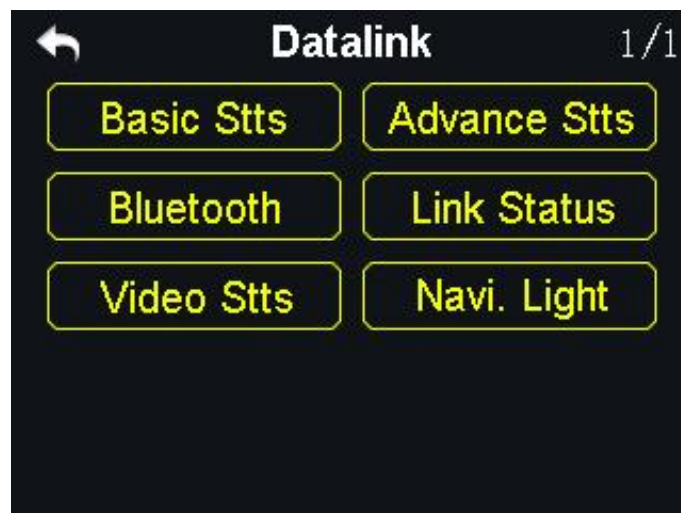 Datalink 1/1
Basic Stts Advance Stts
Bluetooth Link Status
Video Stts Navi. Light